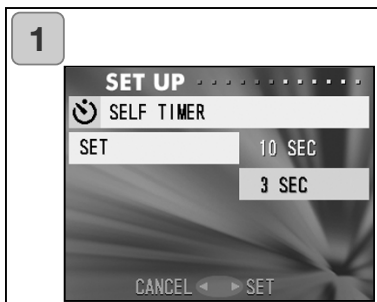 1
SET UP
SELF TIMER
SET 10 SEC
3 SEC
CANCEL SET